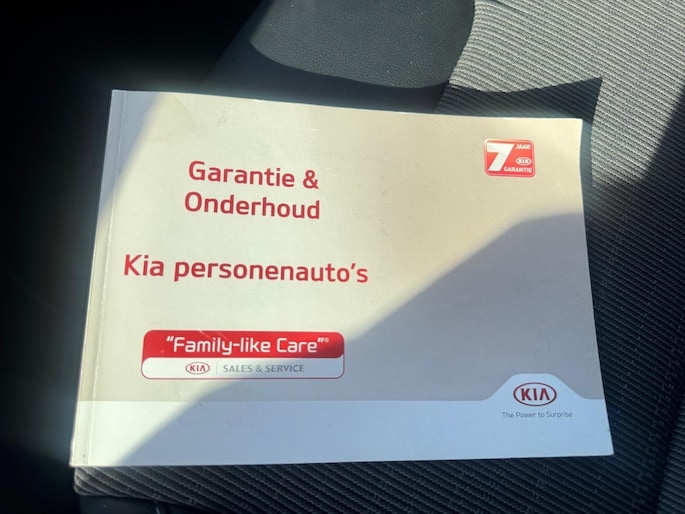 Garantie &
Onderhoud
7 JAAR
KIA
GARANTIE
Kia personenauto's
"Family-like Care"®
KIA | SALES & SERVICE
KIA
The Power to Surprise